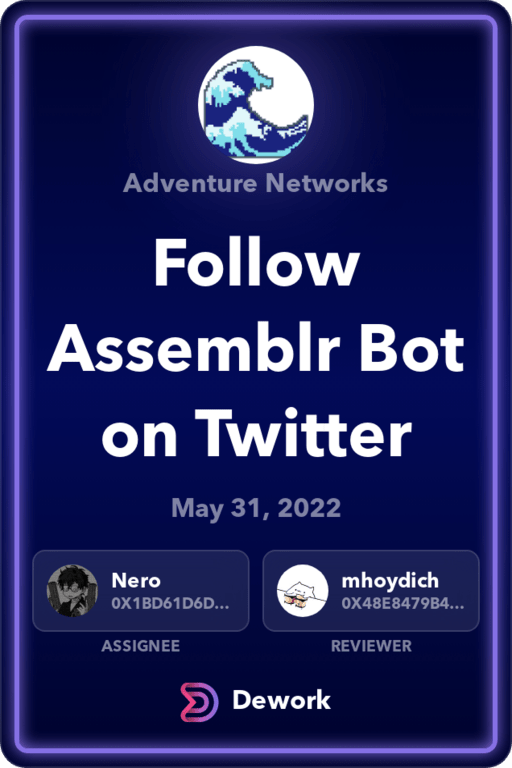 Adventure Networks
Follow
Assemblr Bot
on Twitter
May 31, 2022
Nero
0X1BD61D6D...
ASSIGNEE
mhoydich
0X48E8479B4...
REVIEWER
Dework